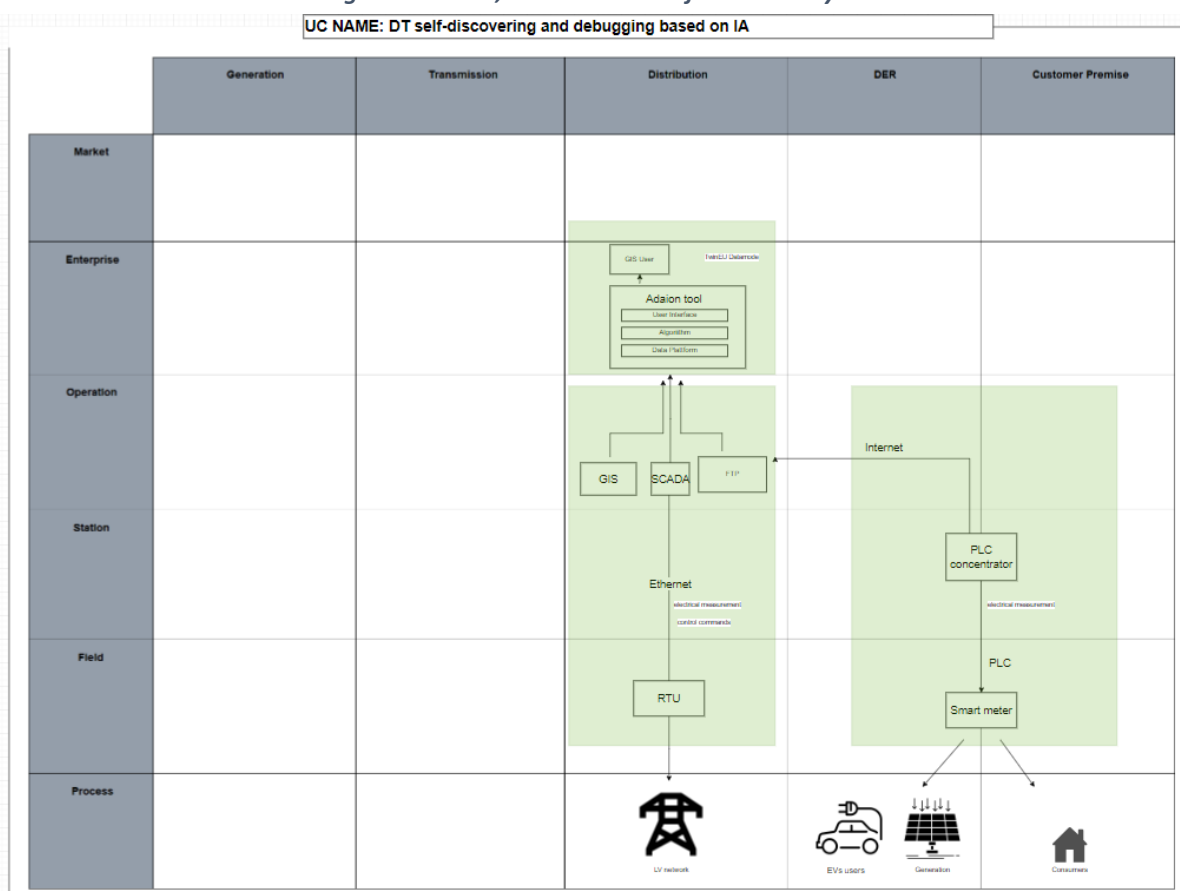 UC NAME: DT self-discovering and debugging based on IA
Generation
Transmission
Distribution
DER
Customer Premise
Market
Enterprise
GIS User
TwinEU Datamode
Adaion tool
User Interface
Algorithm
Data Plattform
Operation
Internet
GIS
SCADA
FTP
Station
PLC
concentrator
Ethernet
electrical measurement
control commands
electrical measurement
Field
PLC
RTU
Smart meter
Process
LV network
EVs users
Generation
Consumers